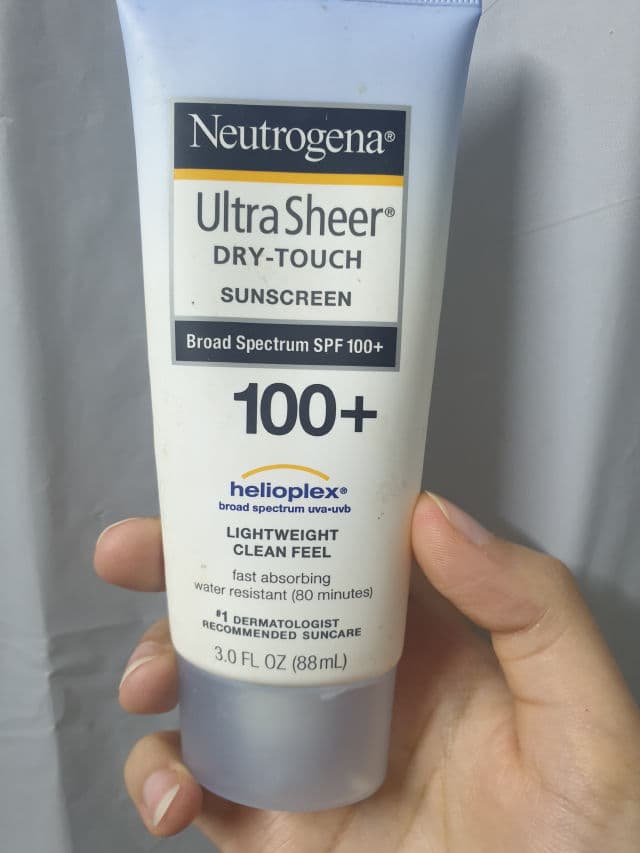 Neutrogena®
Ultra Sheer®
DRY-TOUCH
SUNSCREEN
Broad Spectrum SPF 100+
100+
helioplex®
broad spectrum uva•uvb
LIGHTWEIGHT
CLEAN FEEL
fast absorbing
water resistant (80 minutes)
#1 DERMATOLOGIST
RECOMMENDED SUNCARE
3.0 FL OZ (88mL)